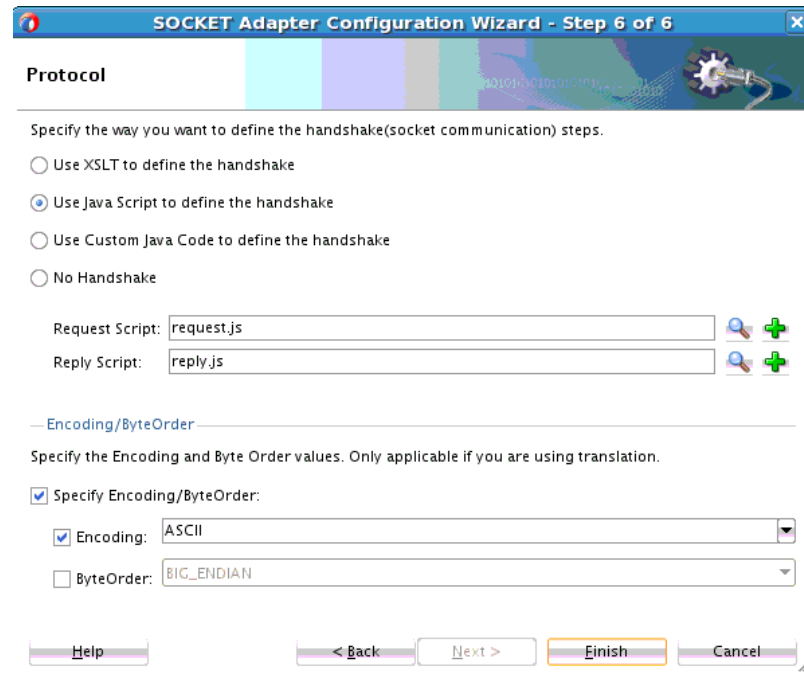 SOCKET Adapter Configuration Wizard - Step 6 of 6
Protocol
Specify the way you want to define the handshake(socket communication) steps.
Use XSLT to define the handshake
Use Java Script to define the handshake
Use Custom Java Code to define the handshake
No Handshake
Request Script: request.js
Reply Script: reply.js
Encoding/ByteOrder
Specify the Encoding and Byte Order values. Only applicable if you are using translation.
Specify Encoding/ByteOrder:
Encoding: ASCII
ByteOrder: BIG_ENDIAN
Help < Back Next > Finish Cancel